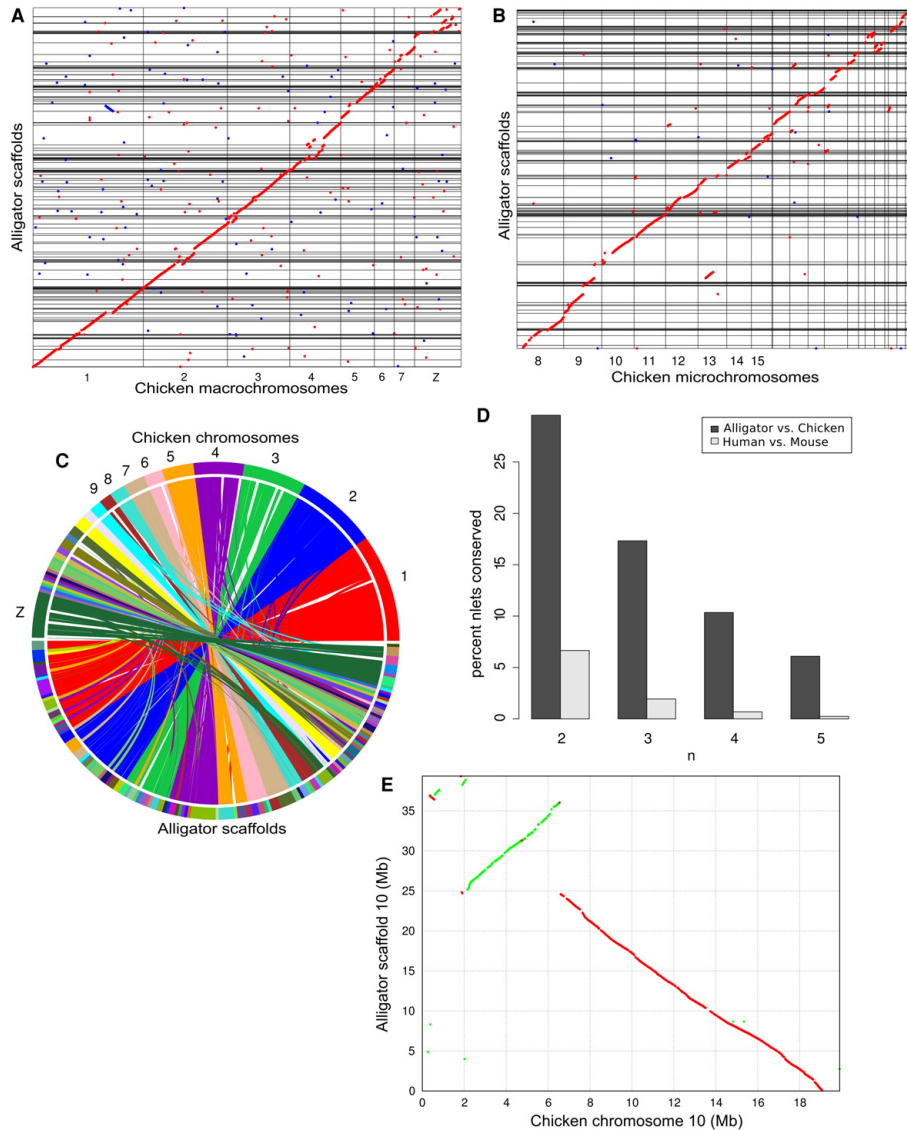 A
Alligator scaffolds
1 2 3 4 5 6 7 Z
Chicken macrochromosomes
B
Alligator scaffolds
8 9 10 11 12 13 14 15
Chicken microchromosomes
C
Chicken chromosomes
1 2 3 4 5 6 7 8 9 Z
Alligator scaffolds
D
Alligator vs. Chicken
Human vs. Mouse
percent nlets conserved
25
20
15
10
5
0
2 3 4 5
n
E
Alligator scaffold 10 (Mb)
35
30
25
20
15
10
5
0
0 2 4 6 8 10 12 14 16 18
Chicken chromosome 10 (Mb)